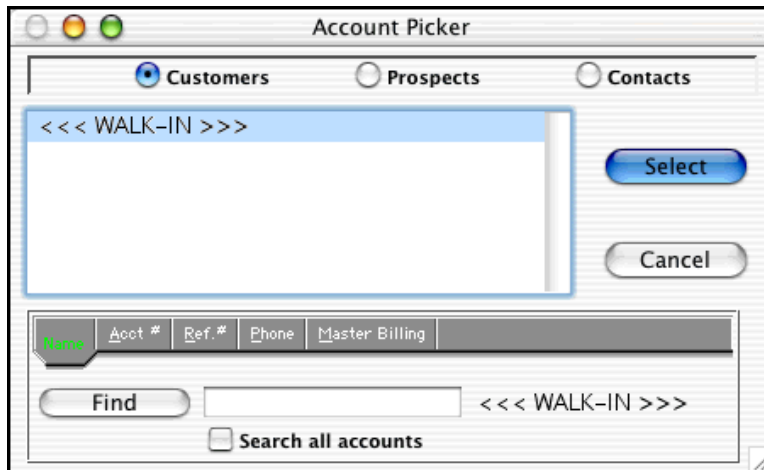 Account Picker
Customers Prospects Contacts
<<< WALK-IN >>>
Select
Cancel
Name Acct # Ref.# Phone Master Billing
Find <<< WALK-IN >>>
Search all accounts